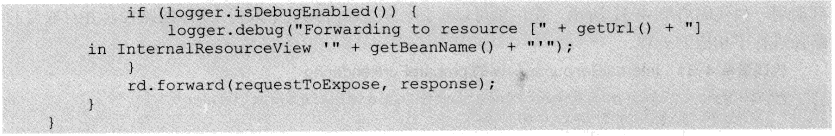 if (logger.isDebugEnabled()) {
logger.debug("Forwarding to resource [" + getUrl() + "]
in InternalResourceView '" + getBeanName() + "'");
}
rd.forward(requestToExpose, response);
}
}